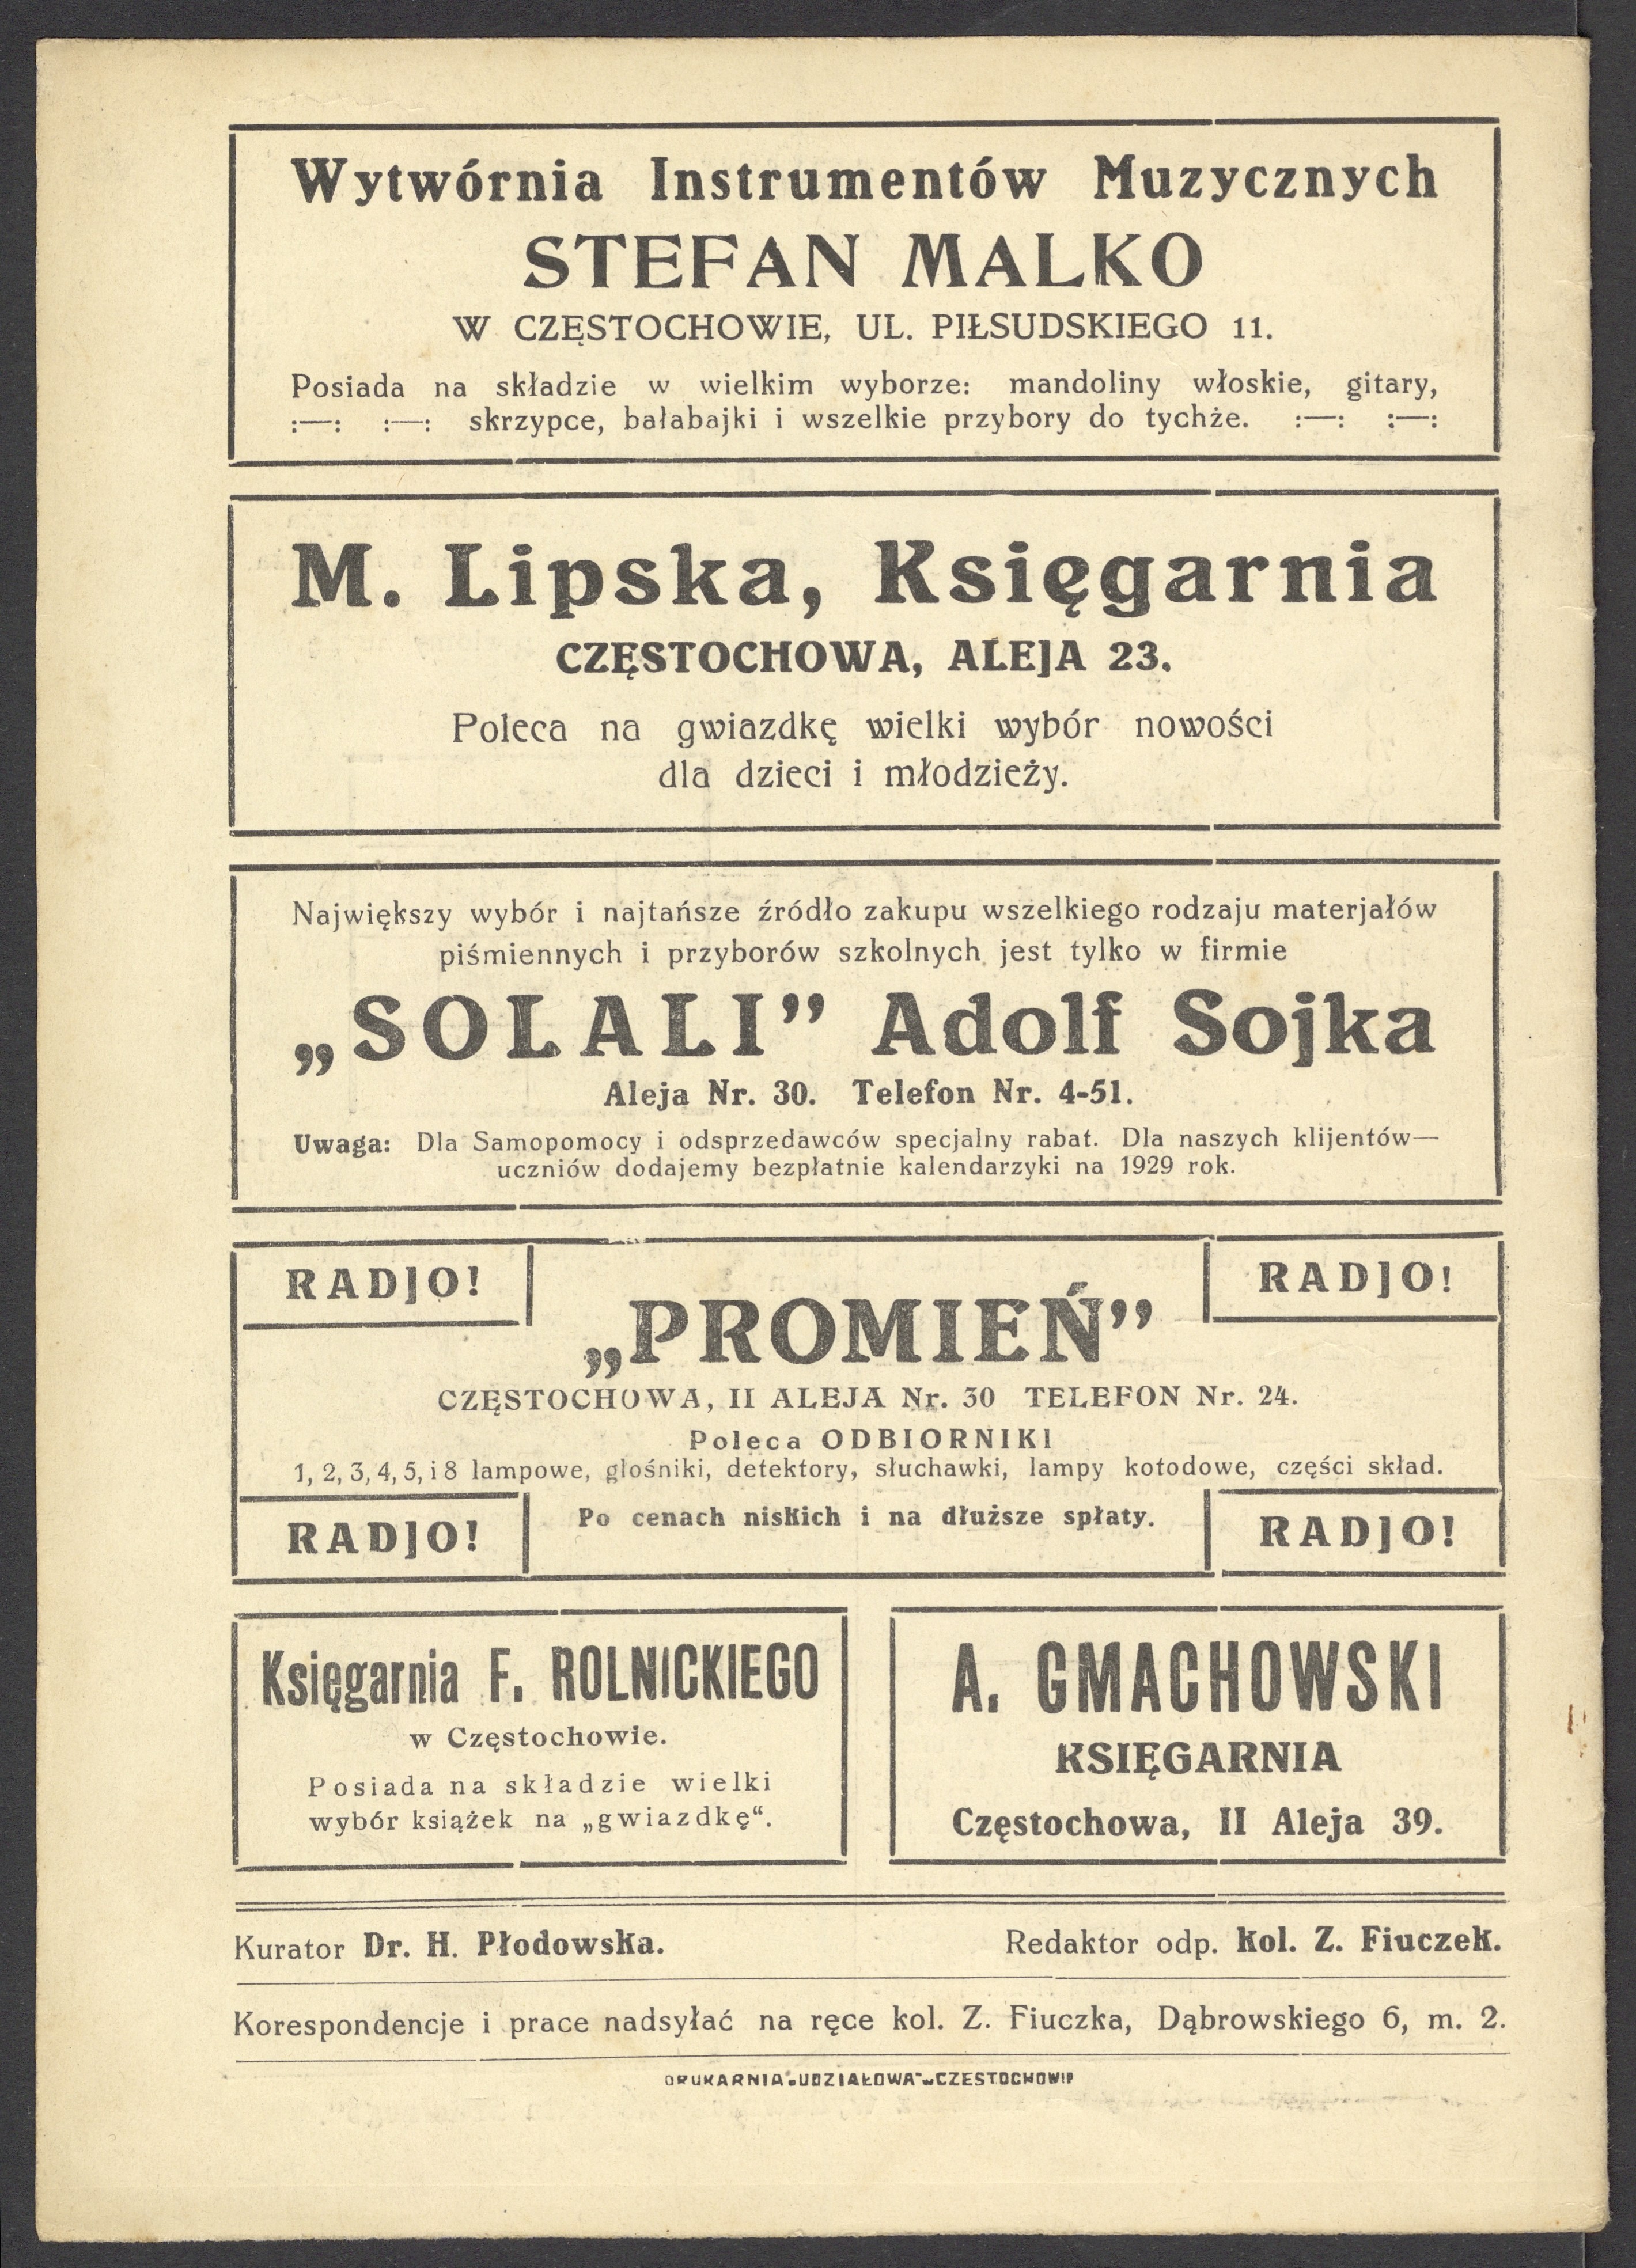 Wytwórnia Instrumentów Muzycznych
STEFAN MALKO
W CZĘSTOCHOWIE, UL. PIŁSUDSKIEGO 11.
Posiada na składzie w wielkim wyborze: mandoliny włoskie, gitary,
:—: :—: skrzypce, bałabajki i wszelkie przybory do tychże. :—: :—:
M. Lipska, Księgarnia
CZĘSTOCHOWA, ALEJA 23.
Poleca na gwiazdkę wielki wybór nowości
dla dzieci i młodzieży.
Największy wybór i najtańsze źródło zakupu wszelkiego rodzaju materjałów
piśmiennych i przyborów szkolnych jest tylko w firmie
„SOLALI” Adolf Sojka
Aleja Nr. 30. Telefon Nr. 4-51.
Uwaga: Dla Samopomocy i odsprzedawców specjalny rabat. Dla naszych klijentów—
uczniów dodajemy bezpłatnie kalendarzyki na 1929 rok.
RADJO!
RADJO!
„PROMIEŃ”
CZĘSTOCHOWA, II ALEJA Nr. 30 TELEFON Nr. 24.
Poleca ODBIORNIKI
1, 2, 3, 4, 5, i 8 lampowe, glośniki, detektory, słuchawki, lampy kotodowe, części skład.
Po cenach niskich i na dłuższe spłaty.
RADJO!
RADJO!
Księgarnia F. ROLNICKIEGO
w Częstochowie.
Posiada na składzie wielki
wybór książek na „gwiazdkę“.
A. GMACHOWSKI
KSIĘGARNIA
Częstochowa, II Aleja 39.
Kurator Dr. H. Płodowska.
Redaktor odp. kol. Z. Fiuczek.
Korespondencje i prace nadsyłać na ręce kol. Z. Fiuczka, Dąbrowskiego 6, m. 2.
DRUKARNIA „UDZIAŁOWA” w CZESTOCHOWIE